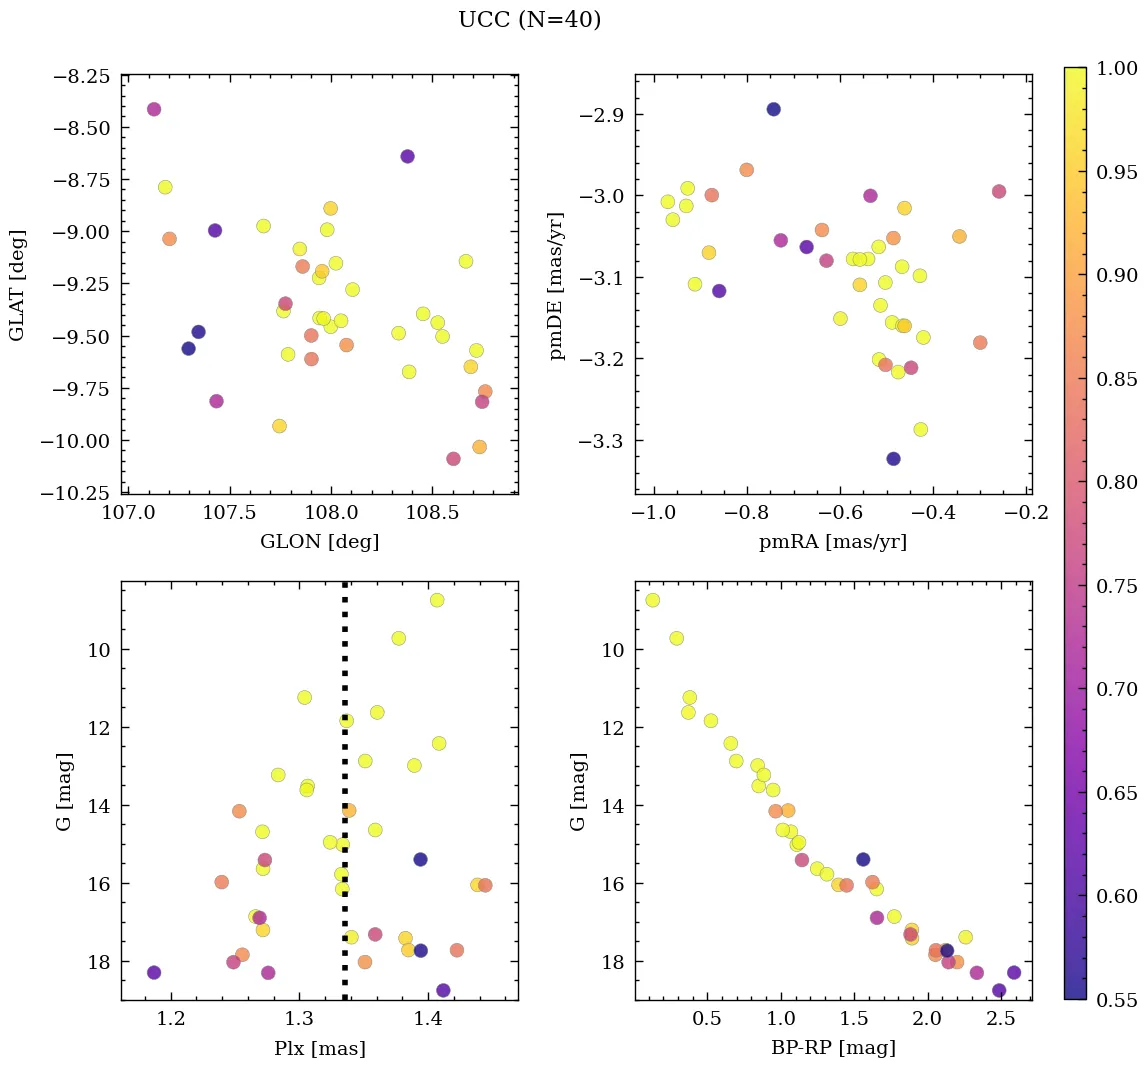 UCC (N=40)
−8.25
−8.50
−8.75
−9.00
−9.25
−9.50
−9.75
−10.00
−10.25
GLAT [deg]
107.0 107.5 108.0 108.5
GLON [deg]
−2.9
−3.0
−3.1
−3.2
−3.3
pmDE [mas/yr]
−1.0 −0.8 −0.6 −0.4 −0.2
pmRA [mas/yr]
10
12
14
16
18
G [mag]
1.2 1.3 1.4
Plx [mas]
10
12
14
16
18
G [mag]
0.5 1.0 1.5 2.0 2.5
BP-RP [mag]
1.00
0.95
0.90
0.85
0.80
0.75
0.70
0.65
0.60
0.55